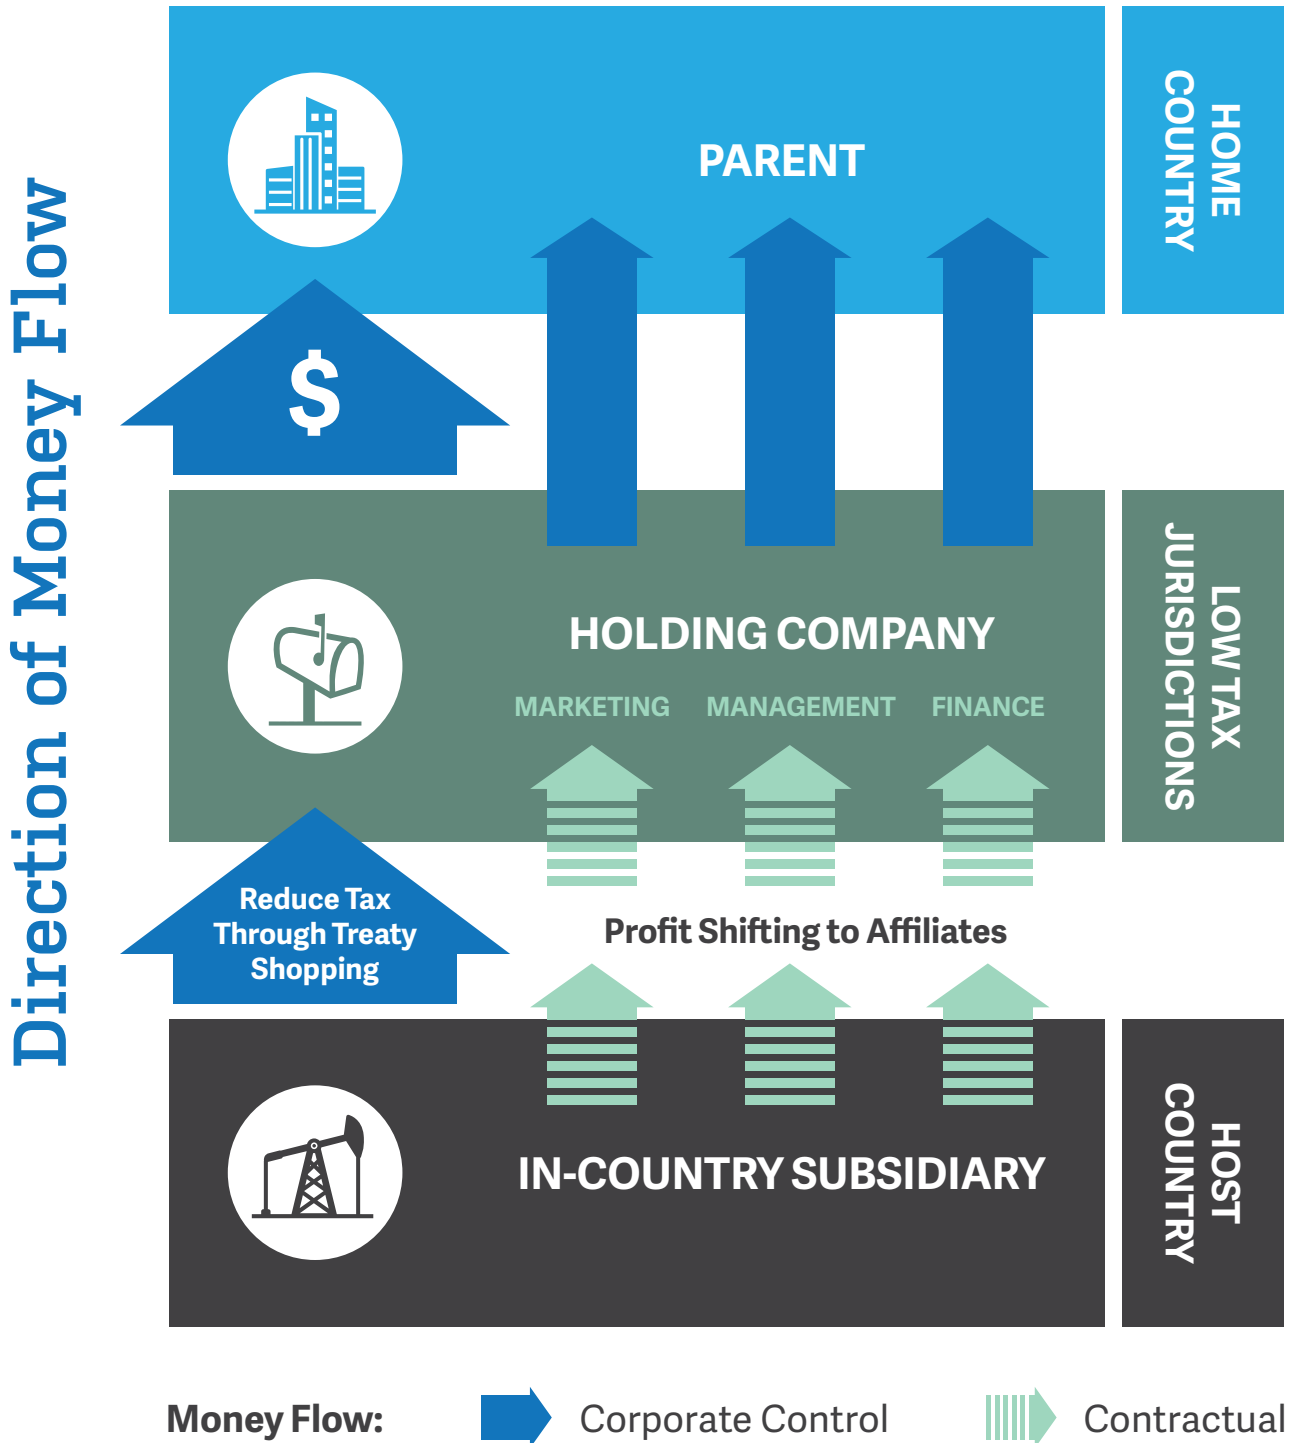 Direction of Money Flow
PARENT
HOME
COUNTRY
$
HOLDING COMPANY
MARKETING
MANAGEMENT
FINANCE
LOW TAX
JURISDICTIONS
Reduce Tax
Through Treaty
Shopping
Profit Shifting to Affiliates
IN-COUNTRY SUBSIDIARY
HOST
COUNTRY
Money Flow:
Corporate Control
Contractual